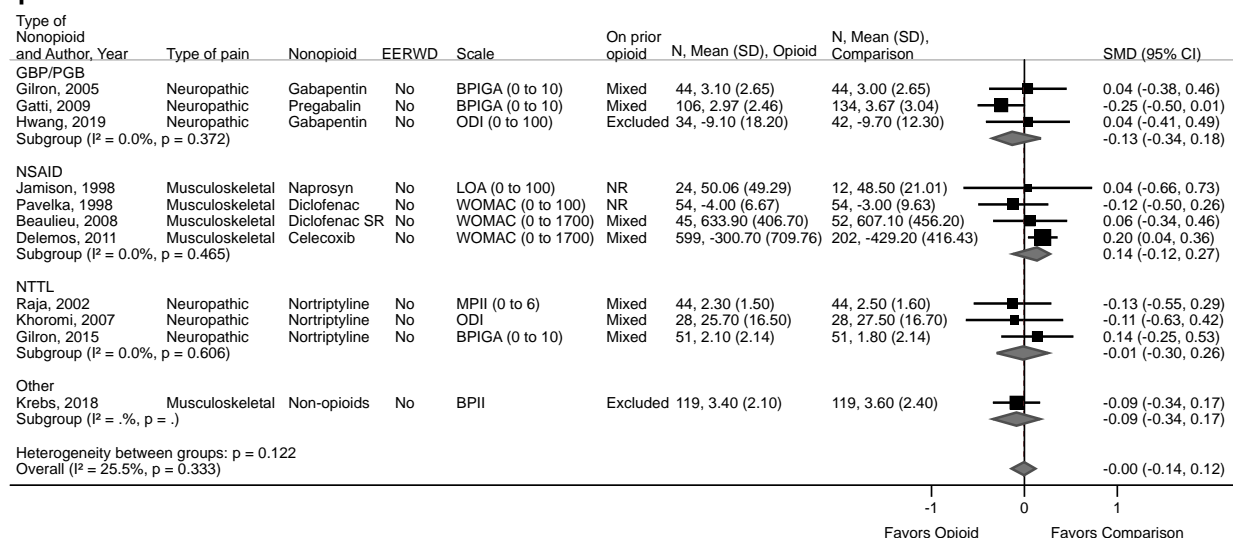 Type of
Nonopioid
and Author, Year Type of pain Nonopioid EERWD Scale On prior opioid N, Mean (SD), Opioid N, Mean (SD), Comparison SMD (95% CI)
GBP/PGB
Gilron, 2005 Neuropathic Gabapentin No BPIGA (0 to 10) Mixed 44, 3.10 (2.65) 44, 3.00 (2.65) 0.04 (-0.38, 0.46)
Gatti, 2009 Neuropathic Pregabalin No BPIGA (0 to 10) Mixed 106, 2.97 (2.46) 134, 3.67 (3.04) -0.25 (-0.50, 0.01)
Hwang, 2019 Neuropathic Gabapentin No ODI (0 to 100) Excluded 34, -9.10 (18.20) 42, -9.70 (12.30) 0.04 (-0.41, 0.49)
Subgroup (I² = 0.0%, p = 0.372) -0.13 (-0.34, 0.18)
NSAID
Jamison, 1998 Musculoskeletal Naprosyn No LOA (0 to 100) NR 24, 50.06 (49.29) 12, 48.50 (21.01) 0.04 (-0.66, 0.73)
Pavelka, 1998 Musculoskeletal Diclofenac No WOMAC (0 to 100) NR 54, -4.00 (6.67) 54, -3.00 (9.63) -0.12 (-0.50, 0.26)
Beaulieu, 2008 Musculoskeletal Diclofenac SR No WOMAC (0 to 1700) Mixed 45, 633.90 (406.70) 52, 607.10 (456.20) 0.06 (-0.34, 0.46)
Delemos, 2011 Musculoskeletal Celecoxib No WOMAC (0 to 1700) Mixed 599, -300.70 (709.76) 202, -429.20 (416.43) 0.20 (0.04, 0.36)
Subgroup (I² = 0.0%, p = 0.465) 0.14 (-0.12, 0.27)
NTTL
Raja, 2002 Neuropathic Nortriptyline No MPII (0 to 6) Mixed 44, 2.30 (1.50) 44, 2.50 (1.60) -0.13 (-0.55, 0.29)
Khoromi, 2007 Neuropathic Nortriptyline No ODI Mixed 28, 25.70 (16.50) 28, 27.50 (16.70) -0.11 (-0.63, 0.42)
Gilron, 2015 Neuropathic Nortriptyline No BPIGA (0 to 10) Mixed 51, 2.10 (2.14) 51, 1.80 (2.14) 0.14 (-0.25, 0.53)
Subgroup (I² = 0.0%, p = 0.606) -0.01 (-0.30, 0.26)
Other
Krebs, 2018 Musculoskeletal Non-opioids No BPII Excluded 119, 3.40 (2.10) 119, 3.60 (2.40) -0.09 (-0.34, 0.17)
Subgroup (I² = .%, p = .) -0.09 (-0.34, 0.17)
Heterogeneity between groups: p = 0.122
Overall (I² = 25.5%, p = 0.333) -0.00 (-0.14, 0.12)
-1 0 1
Favors Opioid Favors Comparison